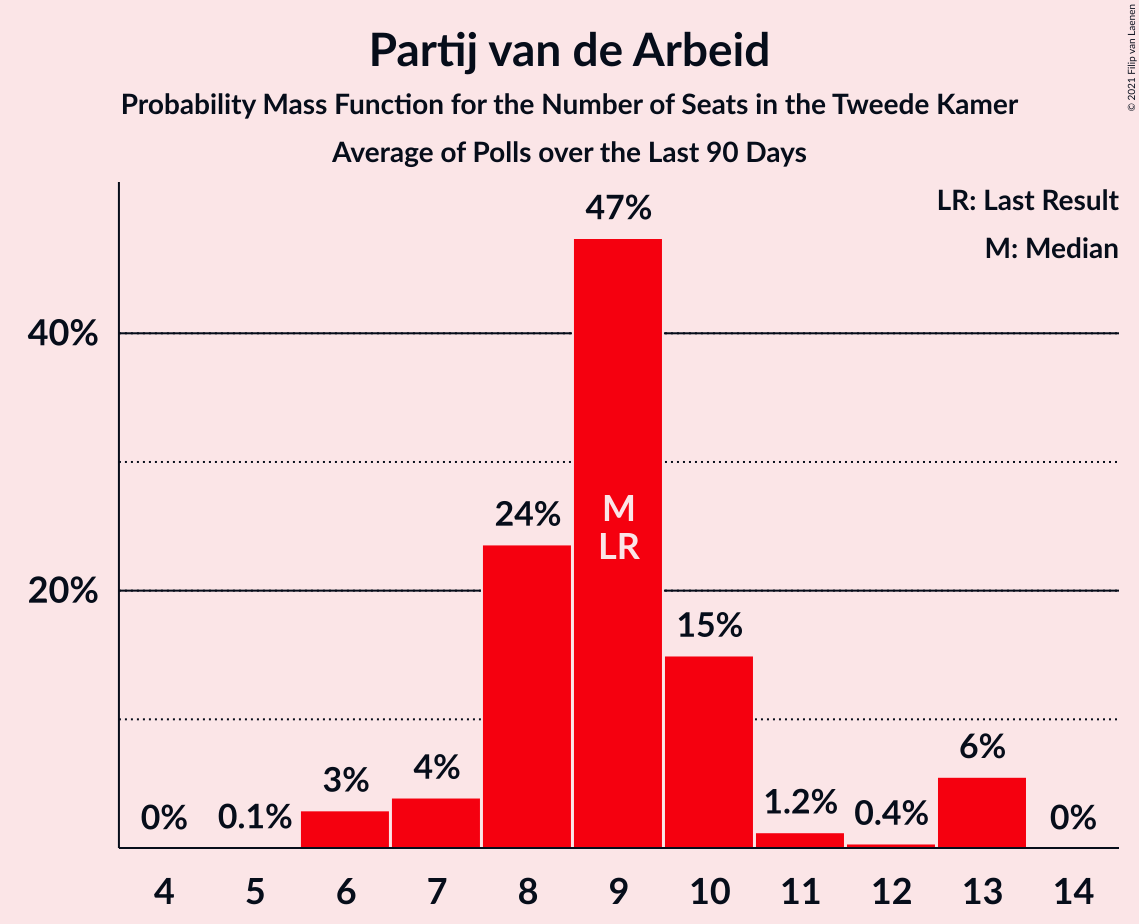 Partij van de Arbeid
Probability Mass Function for the Number of Seats in the Tweede Kamer
Average of Polls over the Last 90 Days
© 2021 Filip van Laenen
LR: Last Result
M: Median
40%
20%
0%
0.1%
3%
4%
24%
47%
M
LR
15%
1.2%
0.4%
6%
0%
4 5 6 7 8 9 10 11 12 13 14